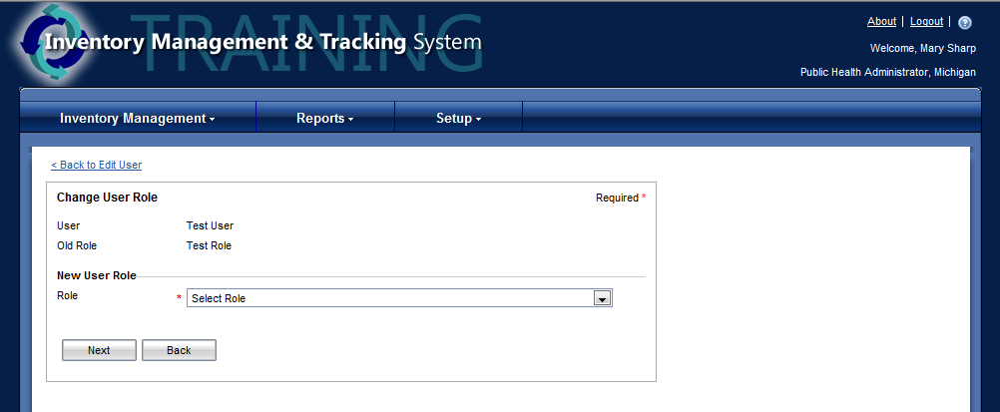 TRAINING
Inventory Management & Tracking System
About | Logout | ?
Welcome, Mary Sharp
Public Health Administrator, Michigan
Inventory Management Reports Setup
< Back to Edit User
Change User Role Required *
User Test User
Old Role Test Role
New User Role
Role * Select Role
Next Back